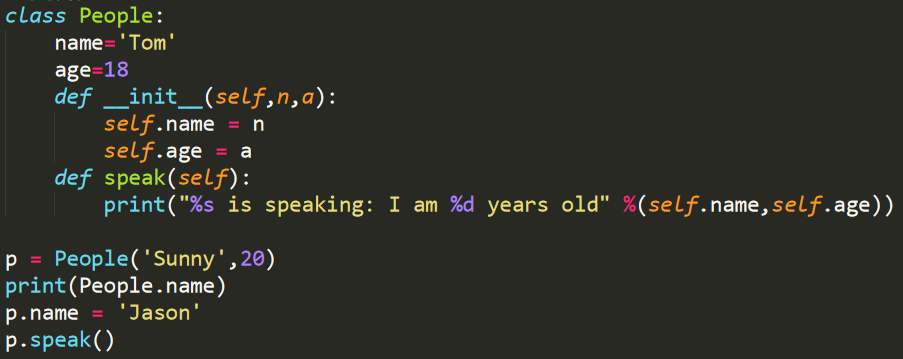 class People:
    name='Tom'
    age=18
    def __init__(self,n,a):
        self.name = n
        self.age = a
    def speak(self):
        print("%s is speaking: I am %d years old" %(self.name,self.age))

p = People('Sunny',20)
print(People.name)
p.name = 'Jason'
p.speak()